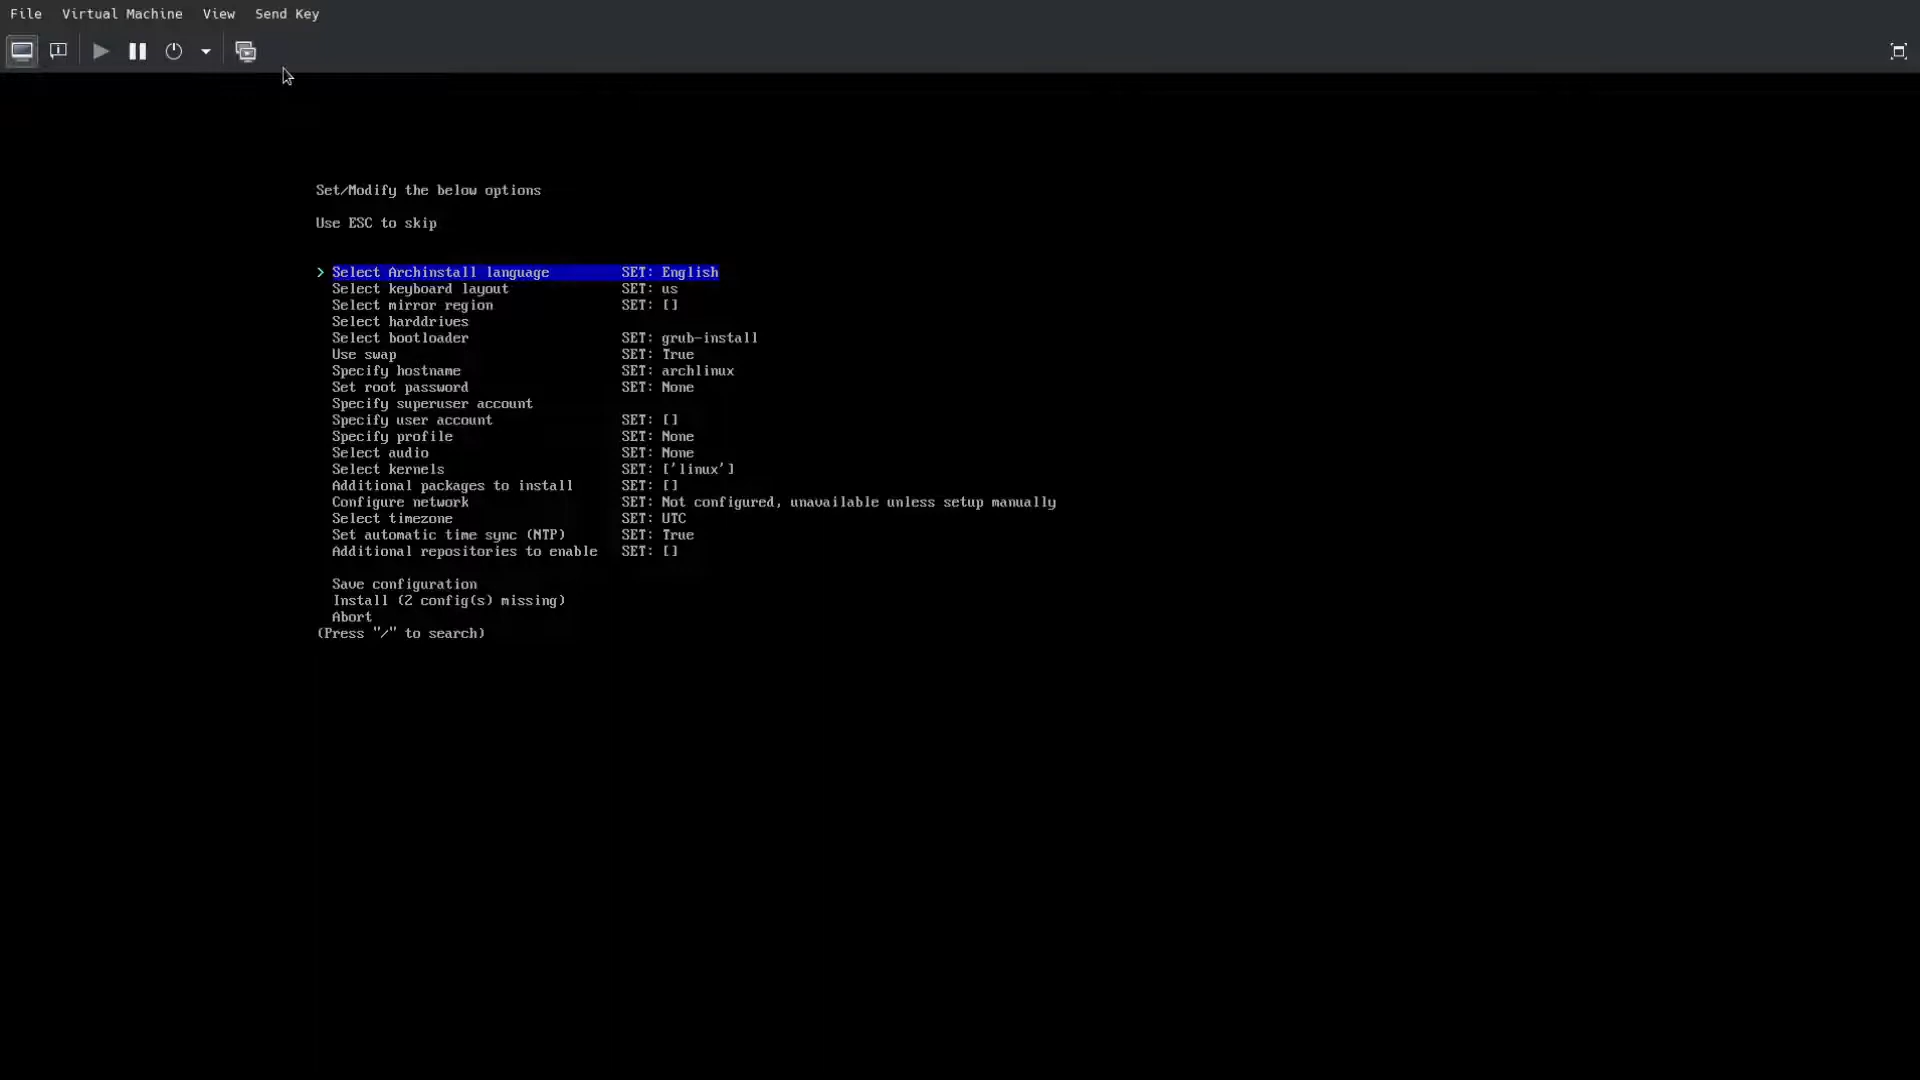 File Virtual Machine View Send Key
Set/Modify the below options
Use ESC to skip
> Select Archinstall language SET: English
Select keyboard layout SET: us
Select mirror region SET: []
Select harddrives
Select bootloader SET: grub-install
Use swap SET: True
Specify hostname SET: archlinux
Set root password SET: None
Specify superuser account
Specify user account SET: []
Specify profile SET: None
Select audio SET: None
Select kernels SET: ['linux']
Additional packages to install SET: []
Configure network SET: Not configured, unavailable unless setup manually
Select timezone SET: UTC
Set automatic time sync (NTP) SET: True
Additional repositories to enable SET: []
Save configuration
Install (2 config(s) missing)
Abort
(Press "/" to search)